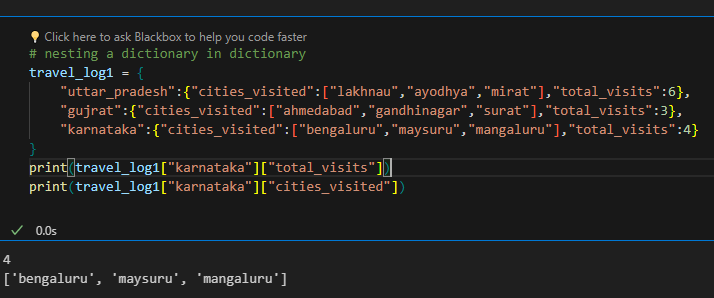 Click here to ask Blackbox to help you code faster
# nesting a dictionary in dictionary
travel_log1 = {
    "uttar_pradesh":{"cities_visited":["lakhnau","ayodhya","mirat"],"total_visits":6},
    "gujrat":{"cities_visited":["ahmedabad","gandhinagar","surat"],"total_visits":3},
    "karnataka":{"cities_visited":["bengaluru","maysuru","mangaluru"],"total_visits":4}
}
print(travel_log1["karnataka"]["total_visits"])
print(travel_log1["karnataka"]["cities_visited"])
0.0s
4
['bengaluru', 'maysuru', 'mangaluru']